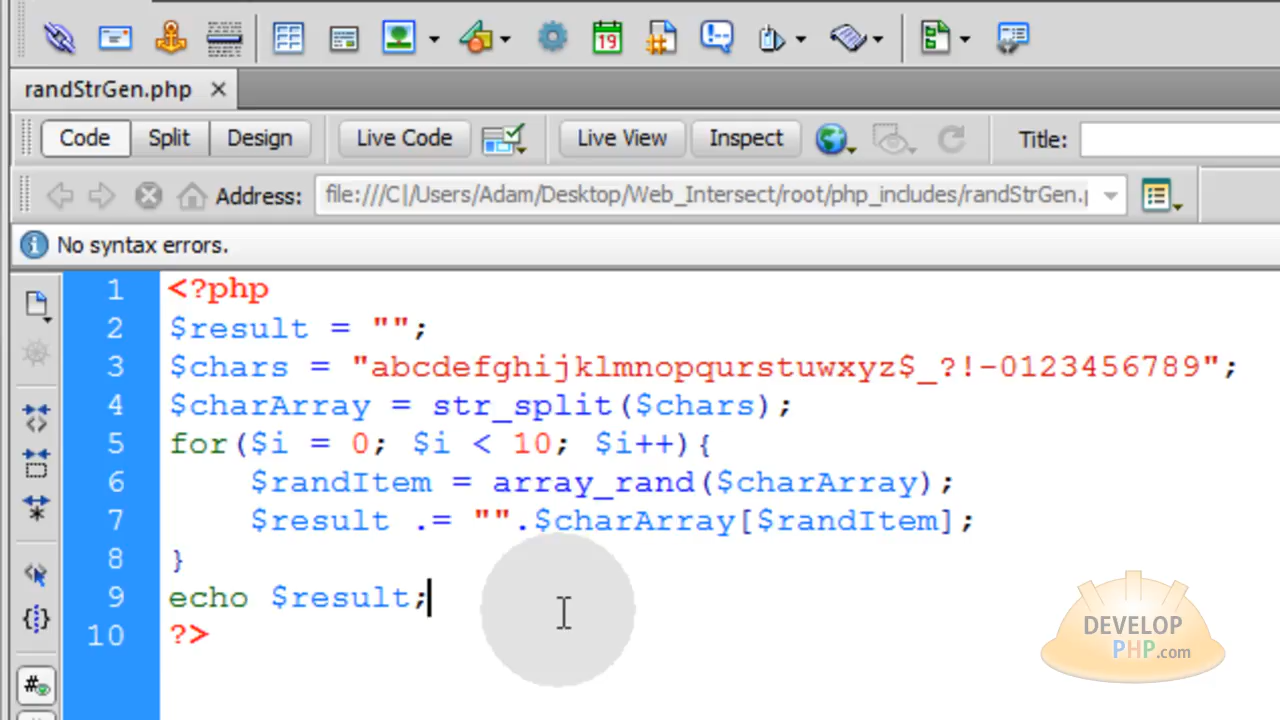 19
randStrGen.php
Code Split Design Live Code Live View Inspect Title:
Address: file:///C|/Users/Adam/Desktop/Web_Intersect/root/php_includes/randStrGen.p
No syntax errors.
1 <?php
2 $result = "";
3 $chars = "abcdefghijklmnopqurstuwxyz$_?!-0123456789";
4 $charArray = str_split($chars);
5 for($i = 0; $i < 10; $i++){
6 $randItem = array_rand($charArray);
7 $result .= "".$charArray[$randItem];
8 }
9 echo $result;
10 ?>
DEVELOP
PHP.com